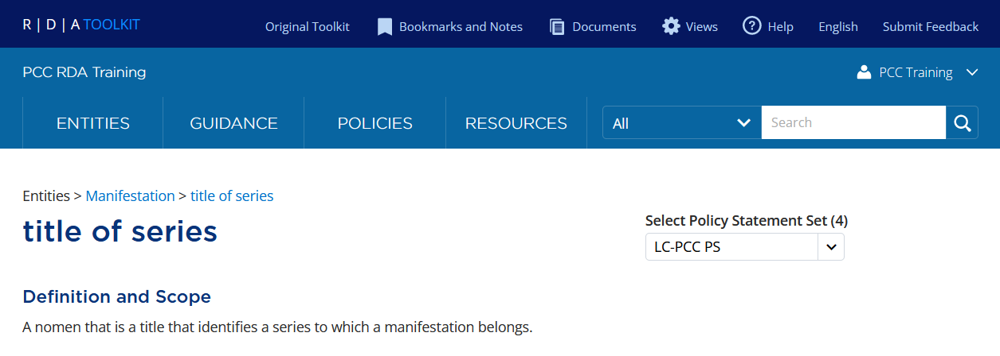 R | D | A TOOLKIT
Original Toolkit Bookmarks and Notes Documents Views Help English Submit Feedback
PCC RDA Training
PCC Training
ENTITIES GUIDANCE POLICIES RESOURCES All Search
Entities > Manifestation > title of series
title of series
Select Policy Statement Set (4)
LC-PCC PS
Definition and Scope
A nomen that is a title that identifies a series to which a manifestation belongs.